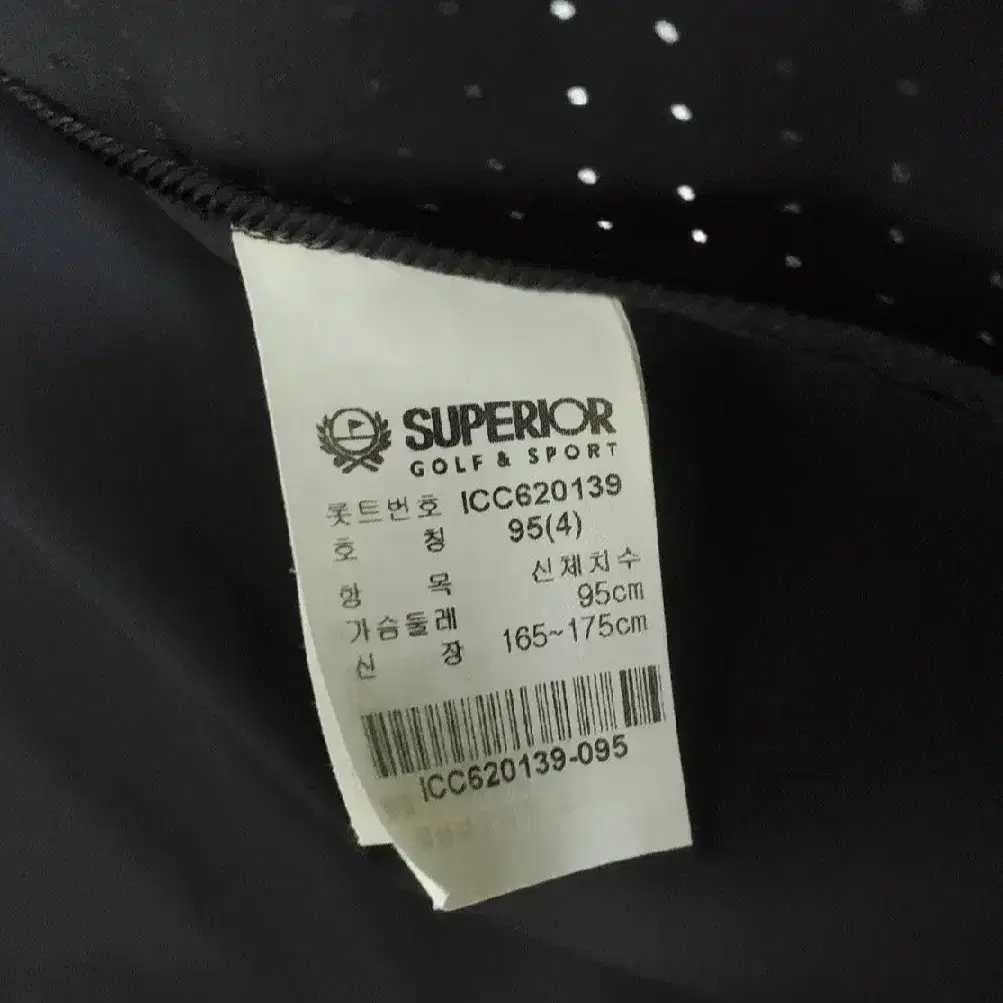 SUPERIOR
GOLF & SPORT
롯트번호 ICC620139
호 칭 95(4)
항 목 신체치수
가슴둘레 95cm
신 장 165~175cm
ICC620139-095